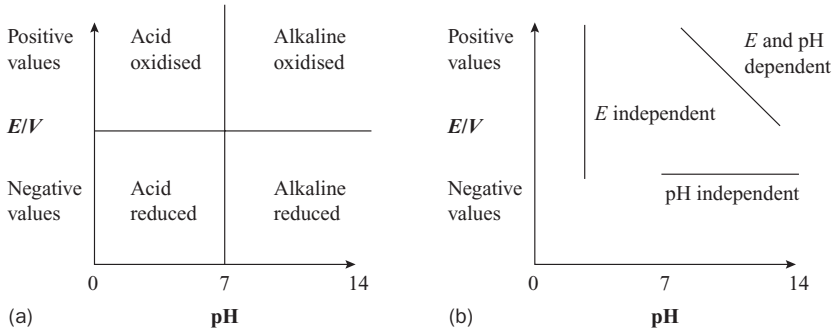 Positive
values
Acid
oxidised
Alkaline
oxidised
E/V
Negative
values
Acid
reduced
Alkaline
reduced
0
7
14
(a)
pH
Positive
values
E and pH
dependent
E/V
E independent
Negative
values
pH independent
0
7
14
(b)
pH